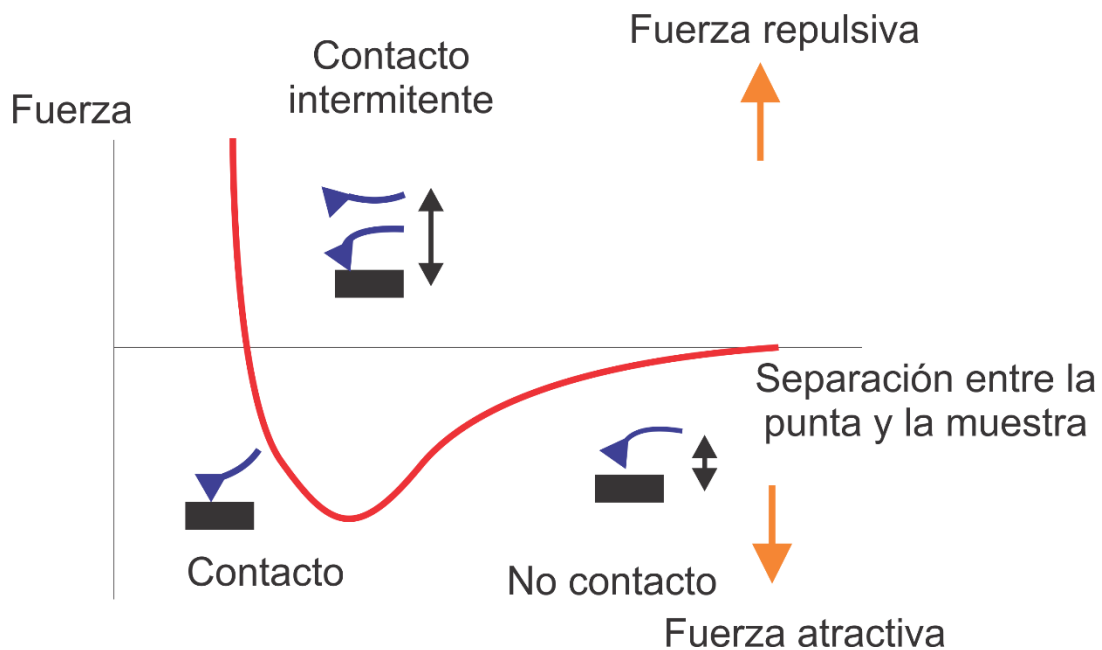 Fuerza repulsiva
Contacto
intermitente
Fuerza
Separación entre la
punta y la muestra
Contacto
No contacto
Fuerza atractiva